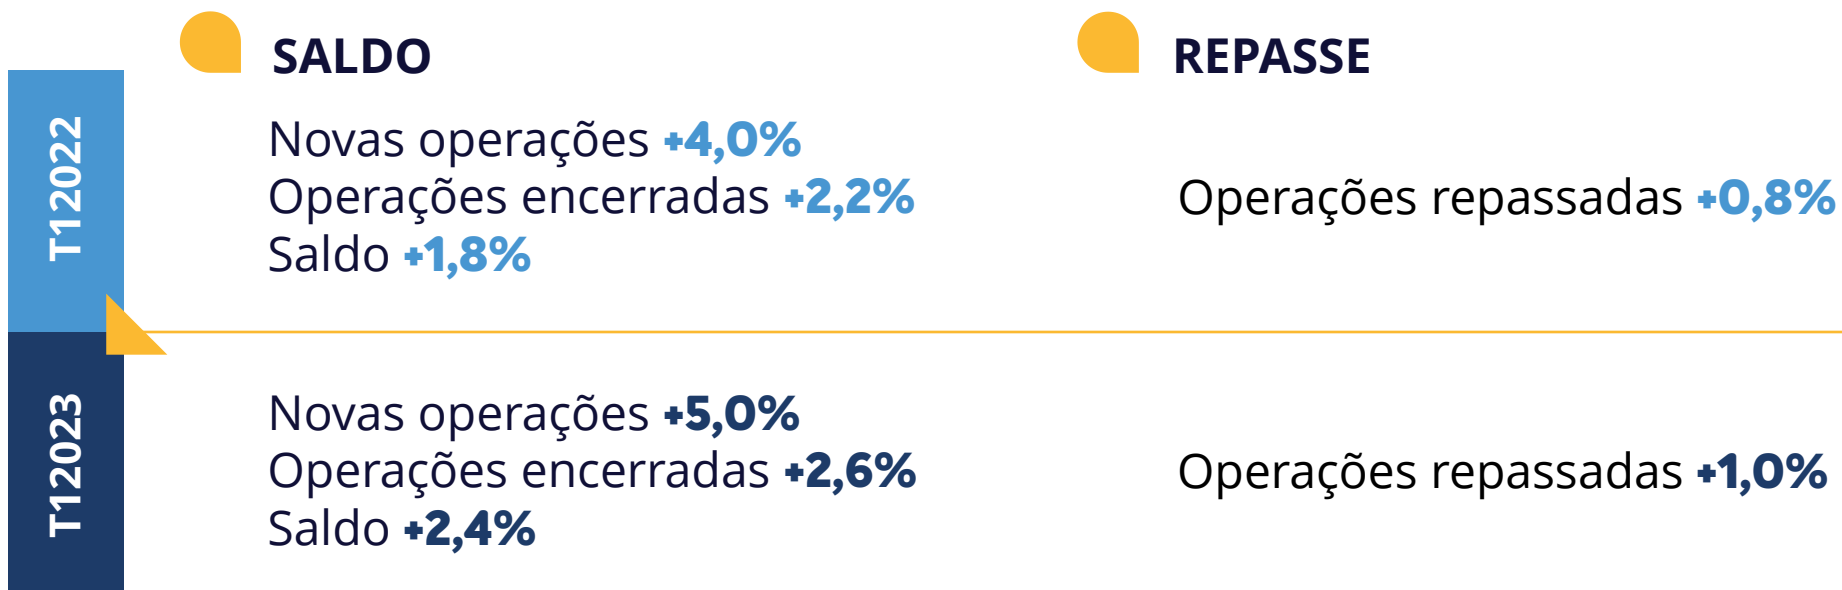 SALDO
REPASSE
T12022
Novas operações +4,0%
Operações encerradas +2,2%
Saldo +1,8%
Operações repassadas +0,8%
T12023
Novas operações +5,0%
Operações encerradas +2,6%
Saldo +2,4%
Operações repassadas +1,0%